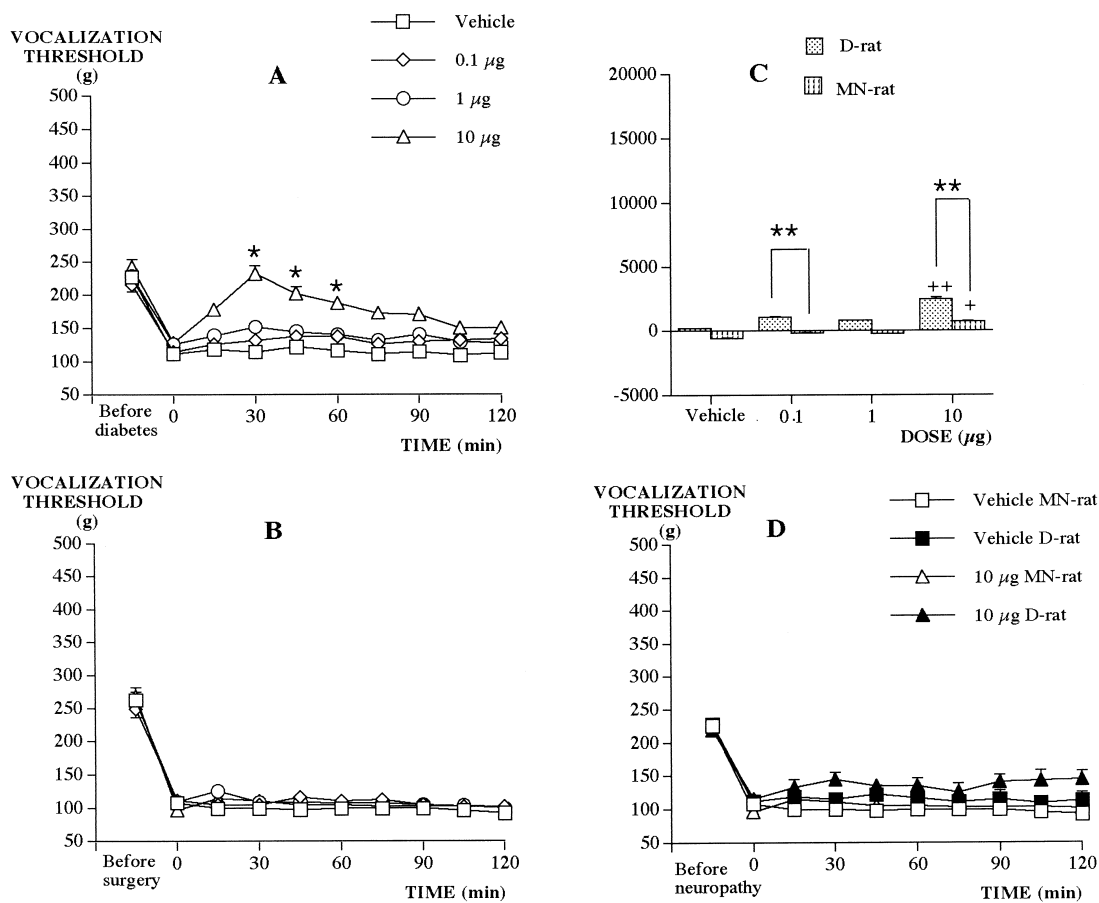 VOCALIZATION
THRESHOLD
(g)
A
Vehicle
0.1 µg
1 µg
10 µg
500
450
400
350
300
250
200
150
100
50
*
*
*
Before
diabetes
0
30
60
90
120
TIME (min)
C
D-rat
MN-rat
20000
15000
10000
5000
0
-5000
**
**
++
+
Vehicle
0.1
1
10
DOSE (µg)
VOCALIZATION
THRESHOLD
(g)
B
500
450
400
350
300
250
200
150
100
50
Before
surgery
0
30
60
90
120
TIME (min)
VOCALIZATION
THRESHOLD
(g)
D
Vehicle MN-rat
Vehicle D-rat
10 µg MN-rat
10 µg D-rat
500
450
400
350
300
250
200
150
100
50
Before
neuropathy
0
30
60
90
120
TIME (min)